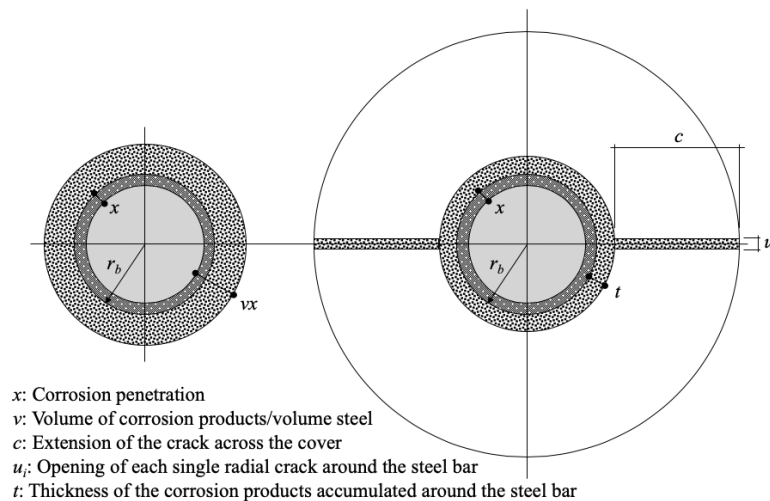 c
x
x
u
r_b
r_b
t
vx
x: Corrosion penetration
v: Volume of corrosion products/volume steel
c: Extension of the crack across the cover
u_i: Opening of each single radial crack around the steel bar
t: Thickness of the corrosion products accumulated around the steel bar